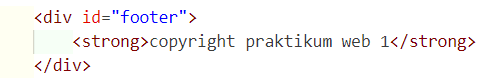 <div id="footer">
    <strong>copyright praktikum web 1</strong>
</div>